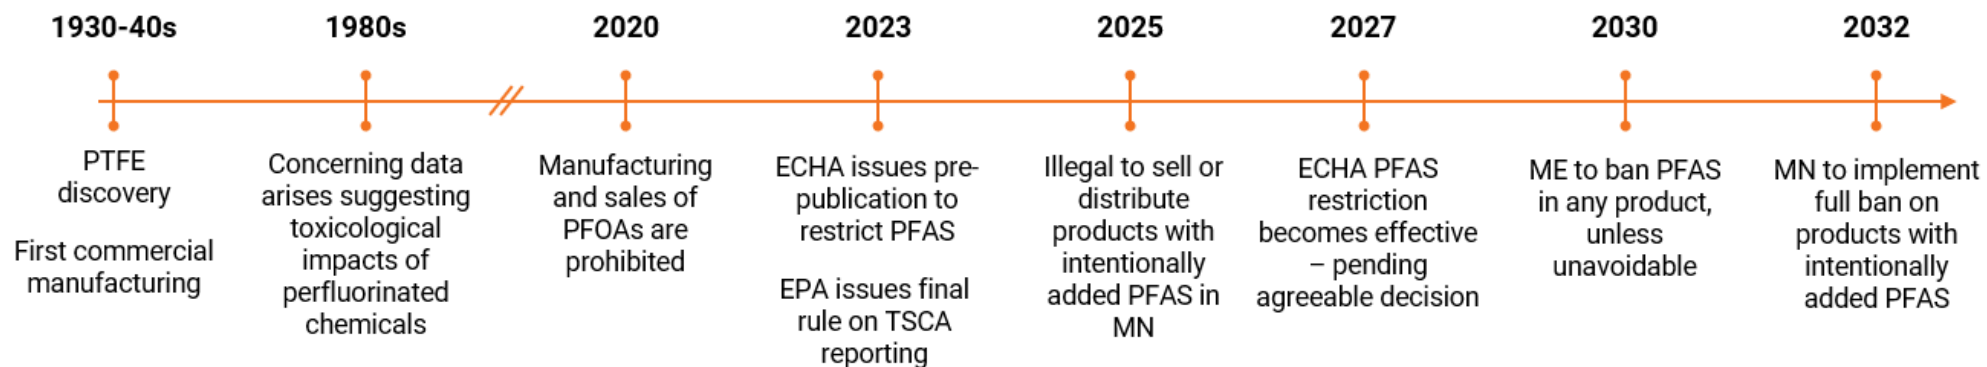 1930-40s
PTFE
discovery
First commercial
manufacturing
1980s
Concerning data
arises suggesting
toxicological
impacts of
perfluorinated
chemicals
2020
Manufacturing
and sales of
PFOAs are
prohibited
2023
ECHA issues pre-
publication to
restrict PFAS
EPA issues final
rule on TSCA
reporting
2025
Illegal to sell or
distribute
products with
intentionally
added PFAS in
MN
2027
ECHA PFAS
restriction
becomes effective
– pending
agreeable decision
2030
ME to ban PFAS
in any product,
unless
unavoidable
2032
MN to implement
full ban on
products with
intentionally
added PFAS